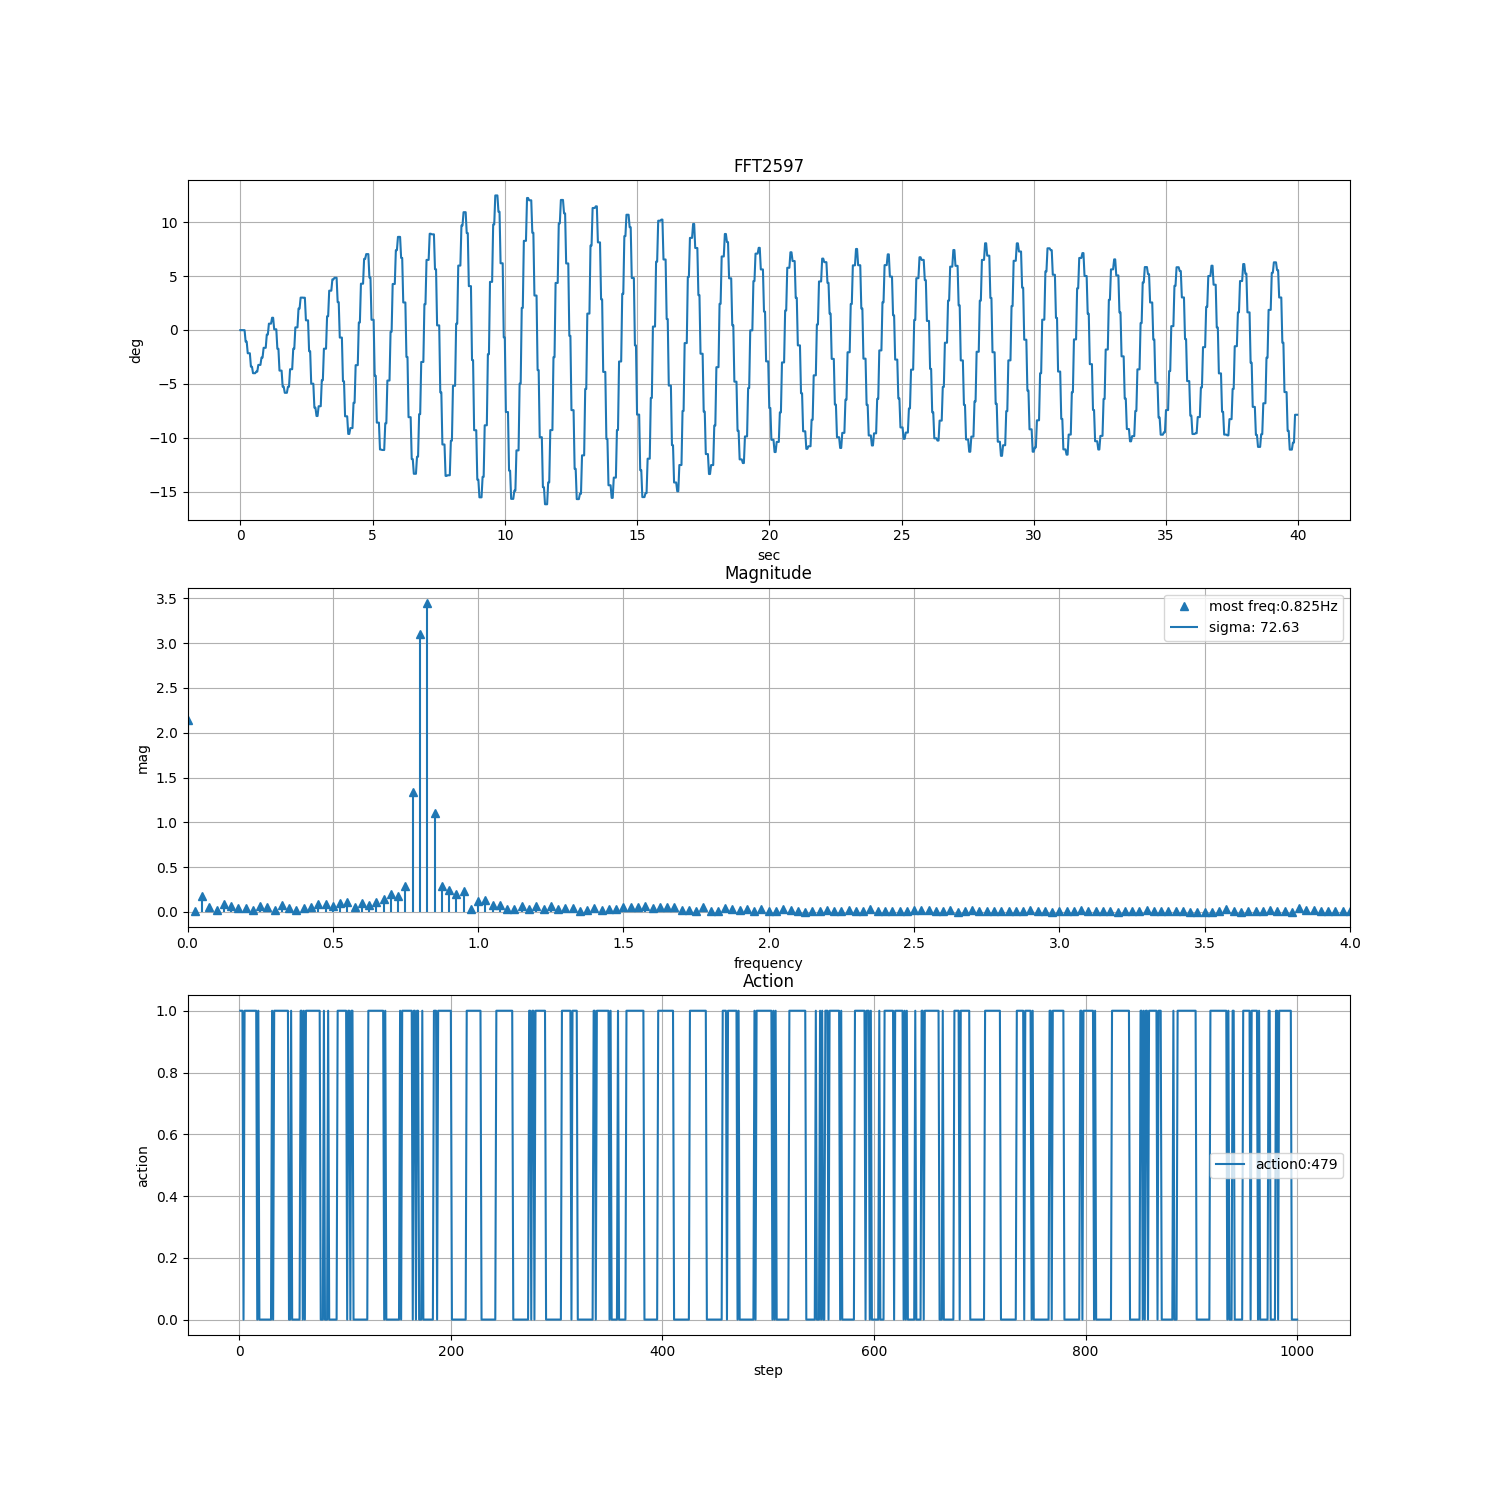 FFT2597
10
5
0
−5
−10
−15
deg
0 5 10 15 20 25 30 35 40
sec
Magnitude
3.5
3.0
2.5
2.0
1.5
1.0
0.5
0.0
mag
most freq:0.825Hz
sigma: 72.63
0.0 0.5 1.0 1.5 2.0 2.5 3.0 3.5 4.0
frequency
Action
1.0
0.8
0.6
0.4
0.2
0.0
action
action0:479
0 200 400 600 800 1000
step